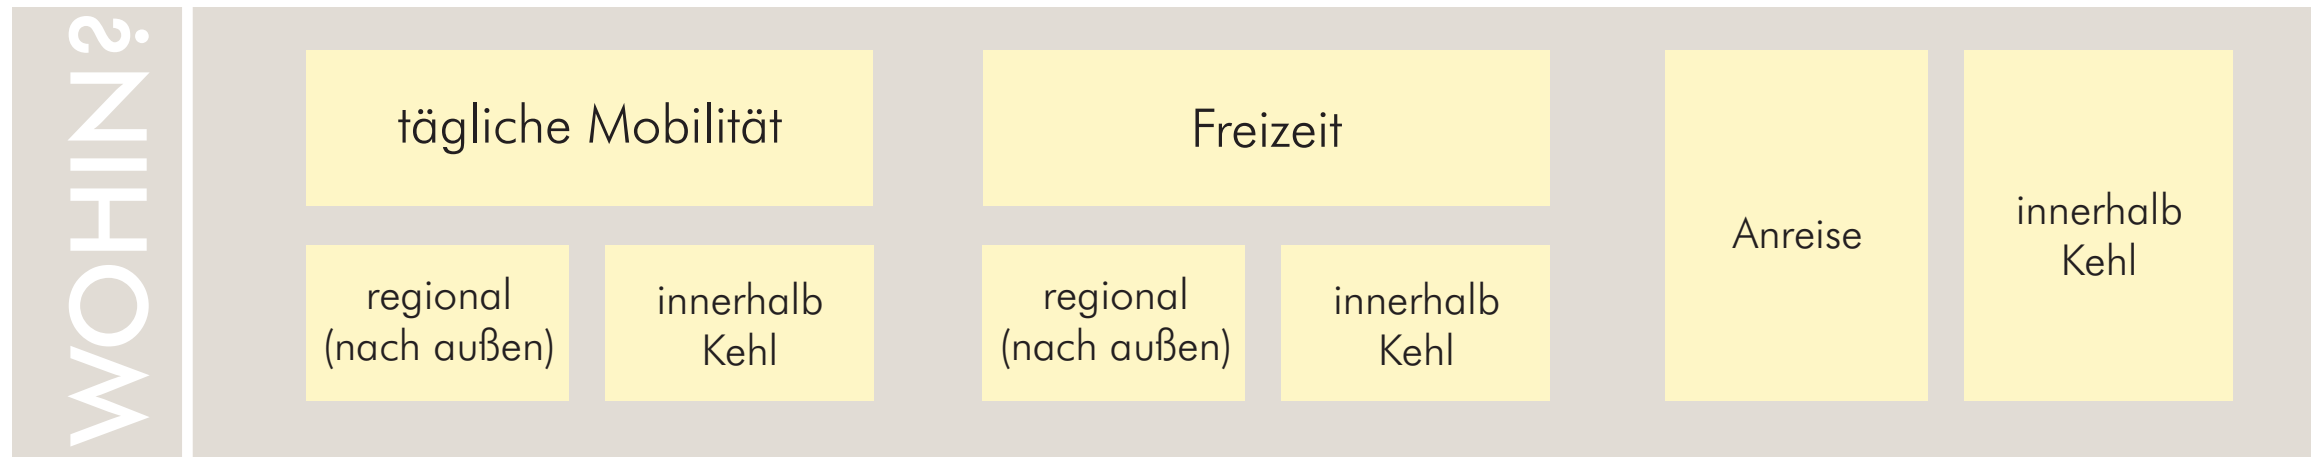 WOHIN?
tägliche Mobilität
regional
(nach außen)
innerhalb
Kehl
Freizeit
regional
(nach außen)
innerhalb
Kehl
Anreise
innerhalb
Kehl